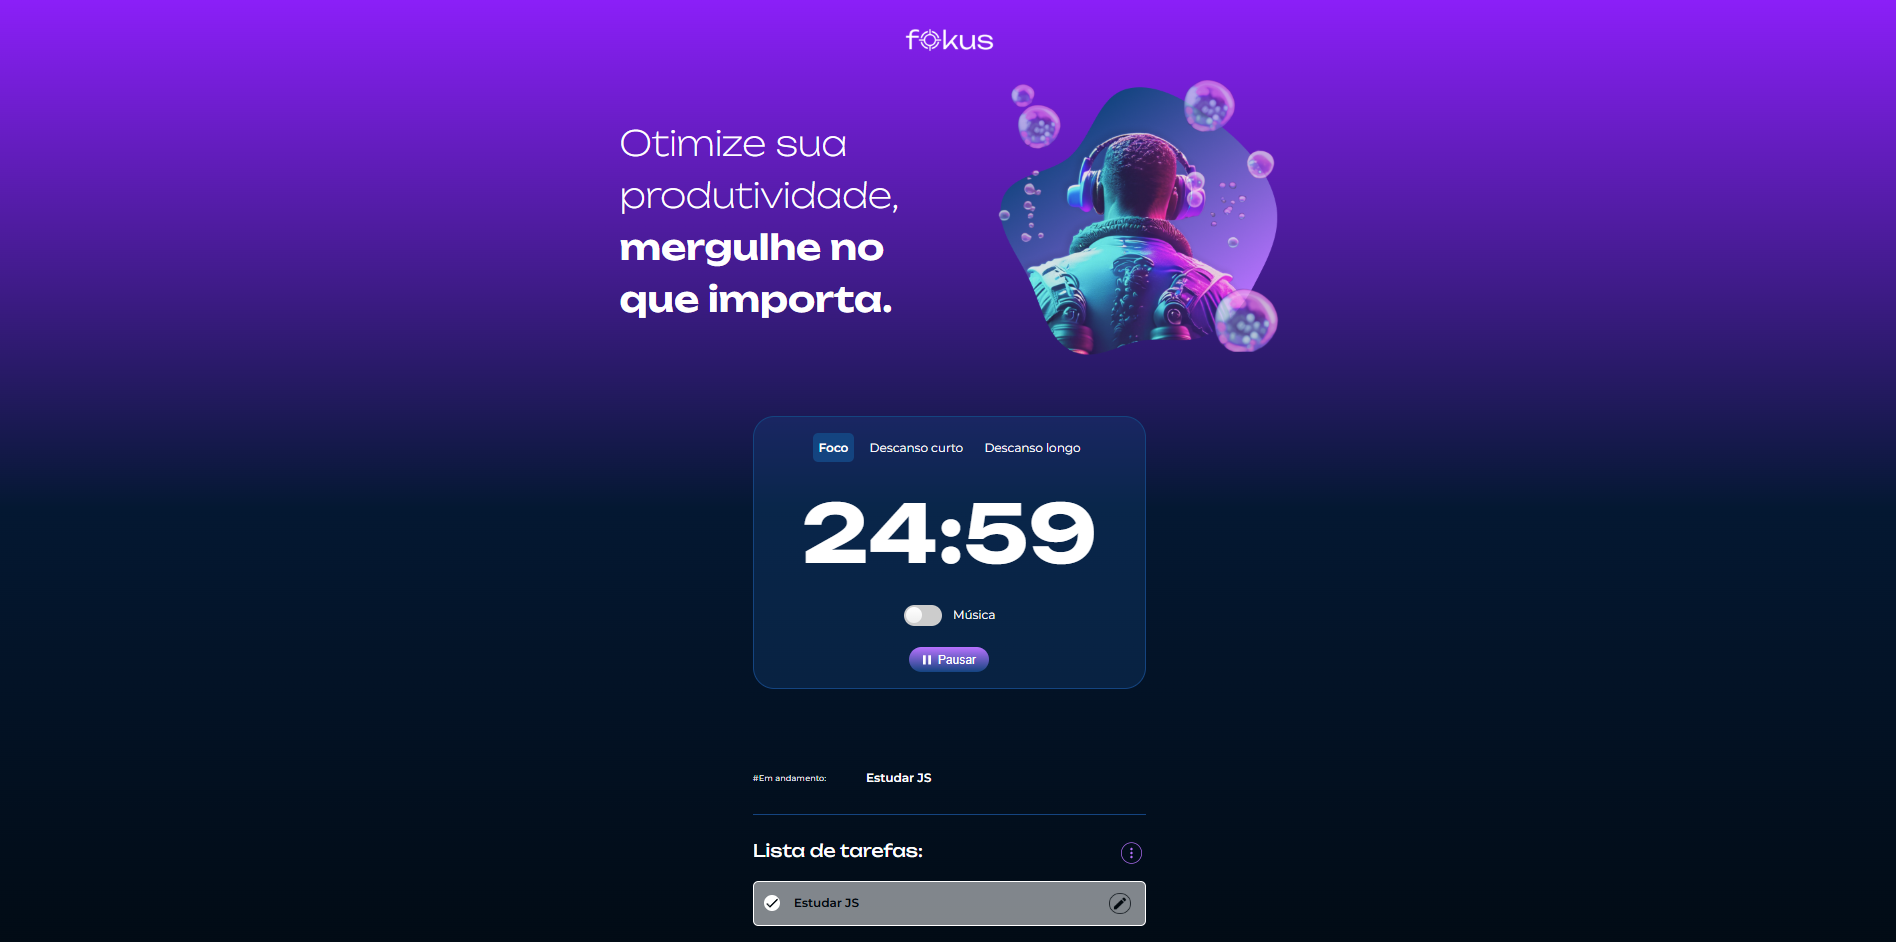 fokus
Otimize sua
produtividade,
mergulhe no
que importa.
Foco Descanso curto Descanso longo
24:59
Música
Pausar
#Em andamento: Estudar JS
Lista de tarefas:
Estudar JS